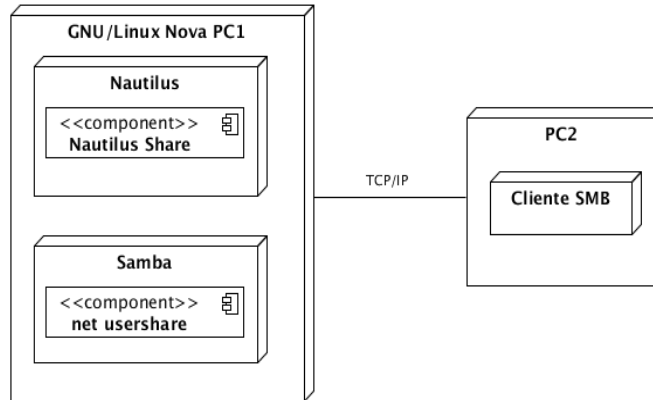 GNU/Linux Nova PC1
Nautilus
<<component>>
Nautilus Share
Samba
<<component>>
net usershare
TCP/IP
PC2
Cliente SMB